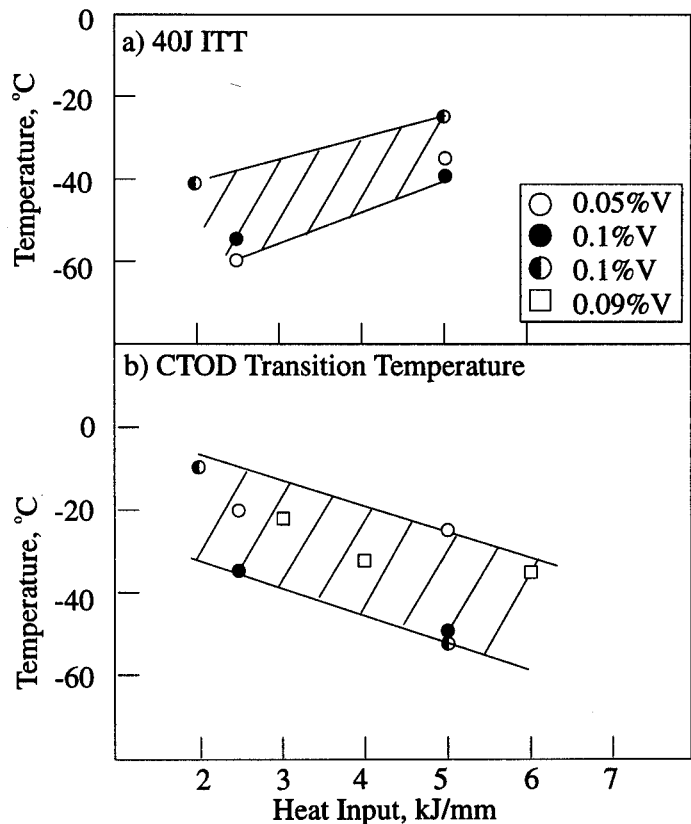 a) 40J ITT
0
-20
-40
-60
Temperature, °C
0.05%V
0.1%V
0.1%V
0.09%V
b) CTOD Transition Temperature
0
-20
-40
-60
Temperature, °C
2 3 4 5 6 7
Heat Input, kJ/mm